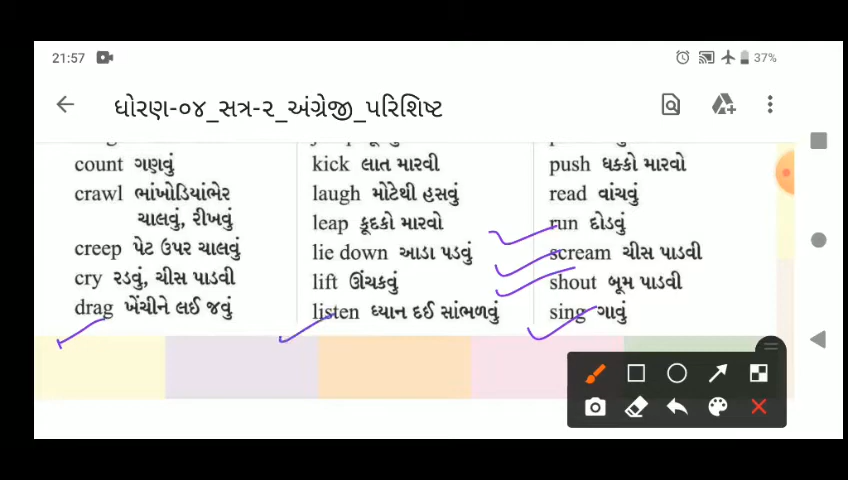 21:57
37%
ધોરણ-૦૪_સત્ર-૨_અંગ્રેજી_પરિશિષ્ટ
count ગણવું
crawl ભાંખોડિયાંભેર
ચાલવું, રીખવું
creep પેટ ઉપર ચાલવું
cry રડવું, ચીસ પાડવી
drag ખેંચીને લઈ જવું
kick લાત મારવી
laugh મોટેથી હસવું
leap કૂદકો મારવો
lie down આડા પડવું
lift ઊંચકવું
listen ધ્યાન દઈ સાંભળવું
push ધક્કો મારવો
read વાંચવું
run દોડવું
scream ચીસ પાડવી
shout બૂમ પાડવી
sing ગાવું